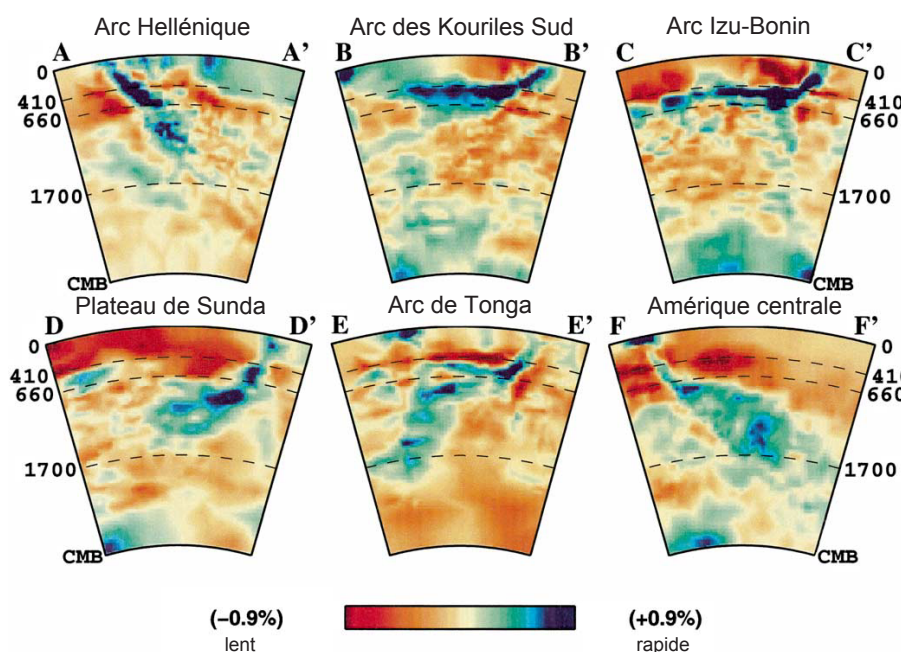 Arc Hellénique
Arc des Kouriles Sud
Arc Izu-Bonin
A A’ B B’ C C’
0 0
410 410
660 660
1700 1700
CMB CMB
Plateau de Sunda
Arc de Tonga
Amérique centrale
D D’ E E’ F F’
0 0
410 410
660 660
1700 1700
CMB CMB
(−0.9%) (+0.9%)
lent rapide